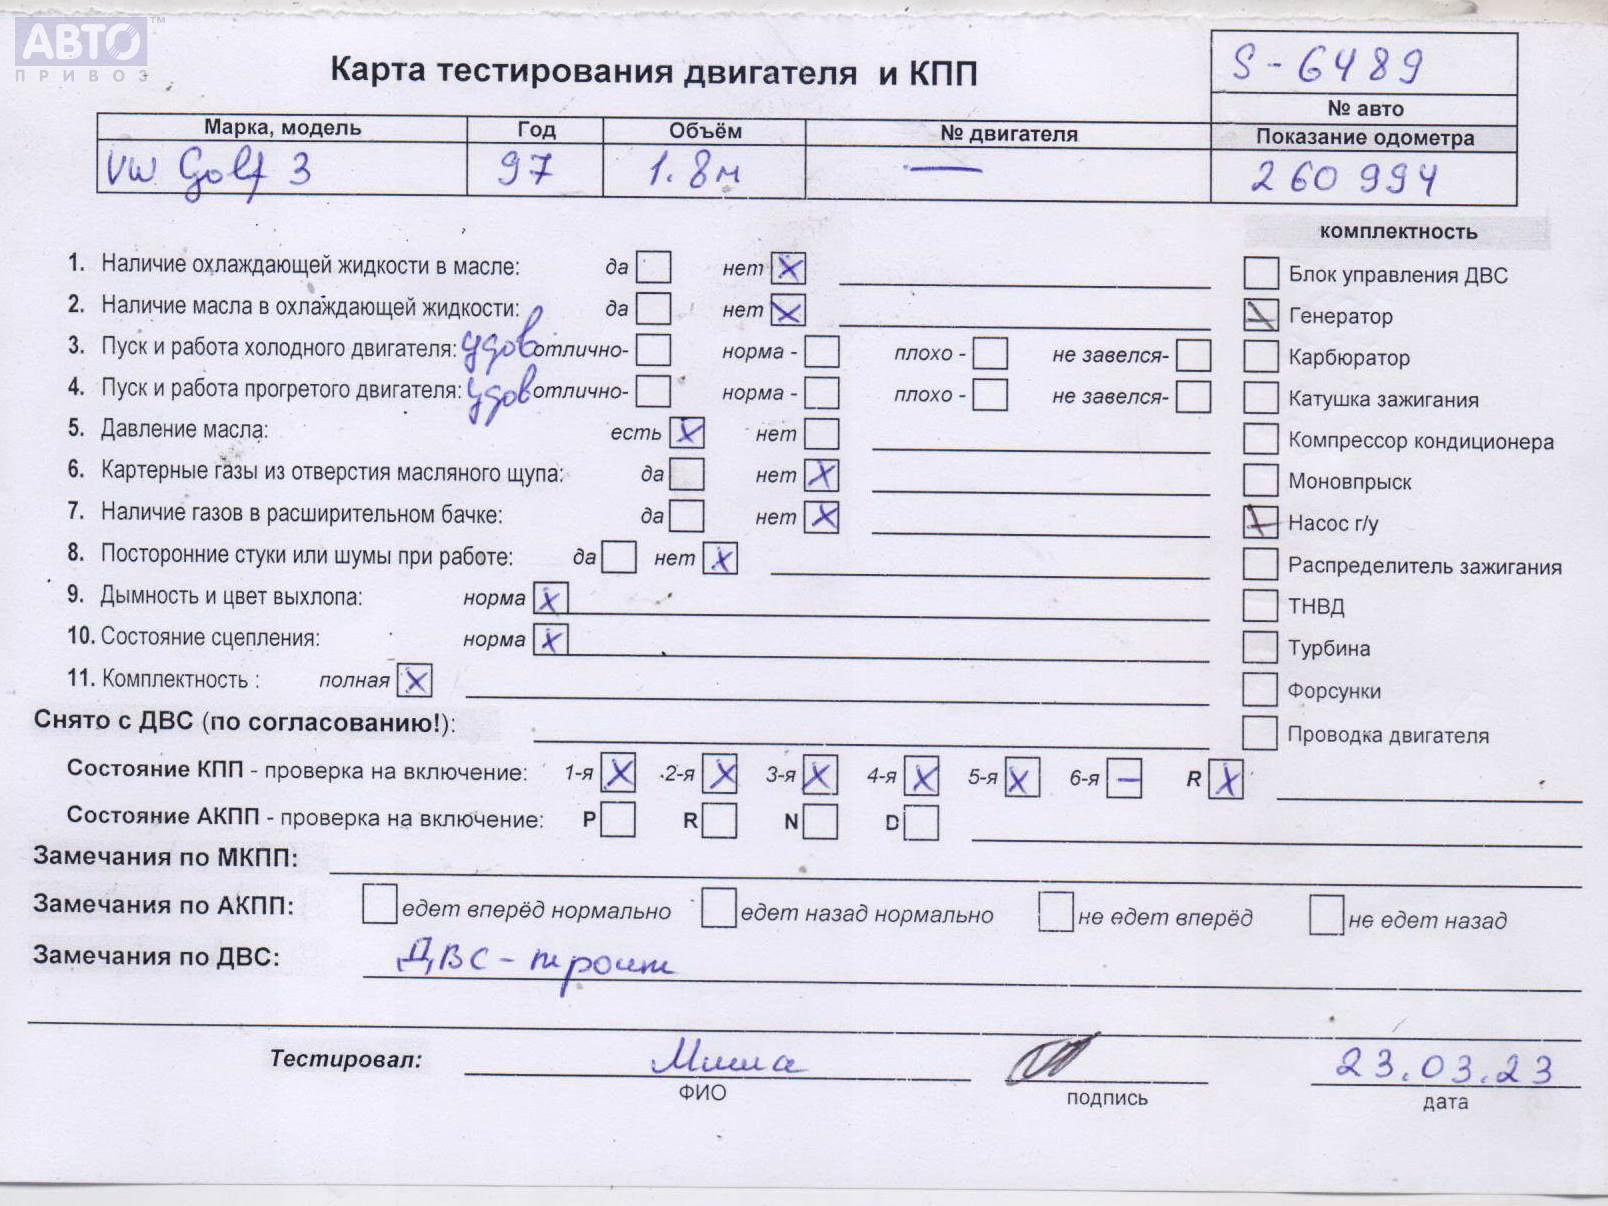 АВТО ™
ПРИВОЗ
Карта тестирования двигателя и КПП
S-6489
№ авто
Марка, модель Год Объём № двигателя Показание одометра
VW Golf 3 97 1.8м — 260 994
комплектность
1. Наличие охлаждающей жидкости в масле: да нет X
Блок управления ДВС
2. Наличие масла в охлаждающей жидкости: да нет X
Генератор
3. Пуск и работа холодного двигателя: удов отлично- норма - плохо - не завелся-
Карбюратор
4. Пуск и работа прогретого двигателя: удов отлично- норма - плохо - не завелся-
Катушка зажигания
5. Давление масла: есть X нет
Компрессор кондиционера
6. Картерные газы из отверстия масляного щупа: да нет X
Моновпрыск
7. Наличие газов в расширительном бачке: да нет X
Насос г/у
8. Посторонние стуки или шумы при работе: да нет X
Распределитель зажигания
9. Дымность и цвет выхлопа: норма X
ТНВД
10. Состояние сцепления: норма X
Турбина
11. Комплектность : полная X
Форсунки
Снято с ДВС (по согласованию!):
Проводка двигателя
Состояние КПП - проверка на включение: 1-я X 2-я X 3-я X 4-я X 5-я X 6-я — R X
Состояние АКПП - проверка на включение: P R N D
Замечания по МКПП:
Замечания по АКПП: едет вперёд нормально едет назад нормально не едет вперёд не едет назад
Замечания по ДВС: ДВС - троит
Тестировал: Миша 23.03.23
ФИО подпись дата